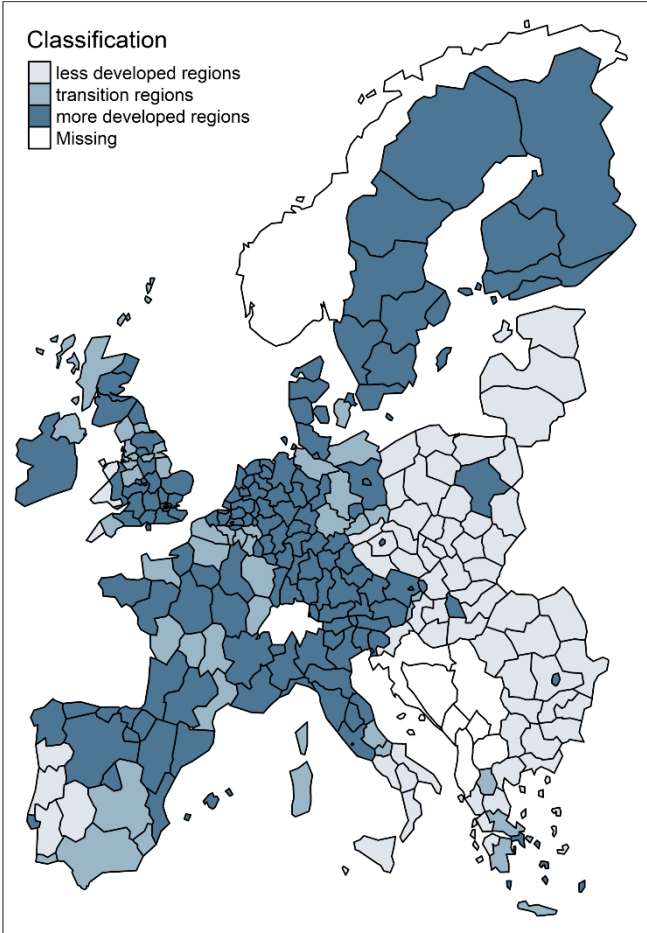 Classification
less developed regions
transition regions
more developed regions
Missing